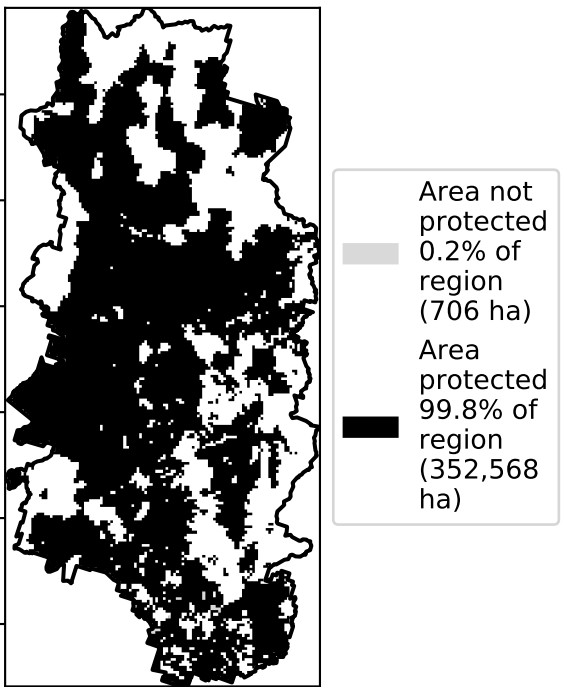 Area not
protected
0.2% of
region
(706 ha)
Area
protected
99.8% of
region
(352,568
ha)